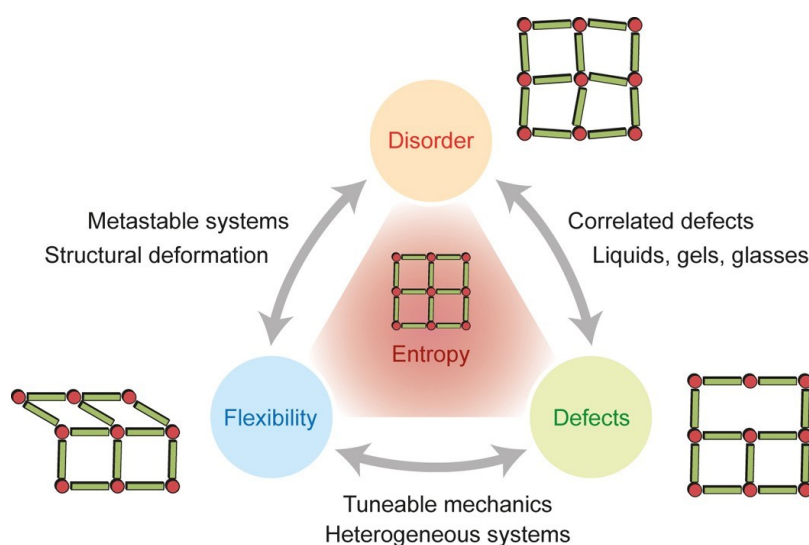 Disorder
Metastable systems
Structural deformation
Correlated defects
Liquids, gels, glasses
Entropy
Flexibility
Defects
Tuneable mechanics
Heterogeneous systems